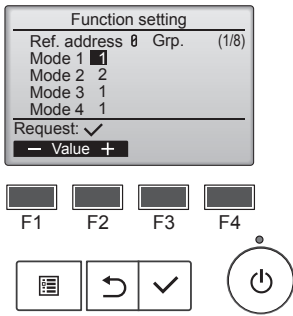 Function setting
Ref. address 0 Grp. (1/8)
Mode 1 1
Mode 2 2
Mode 3 1
Mode 4 1
Request: ✓
− Value +
F1 F2 F3 F4